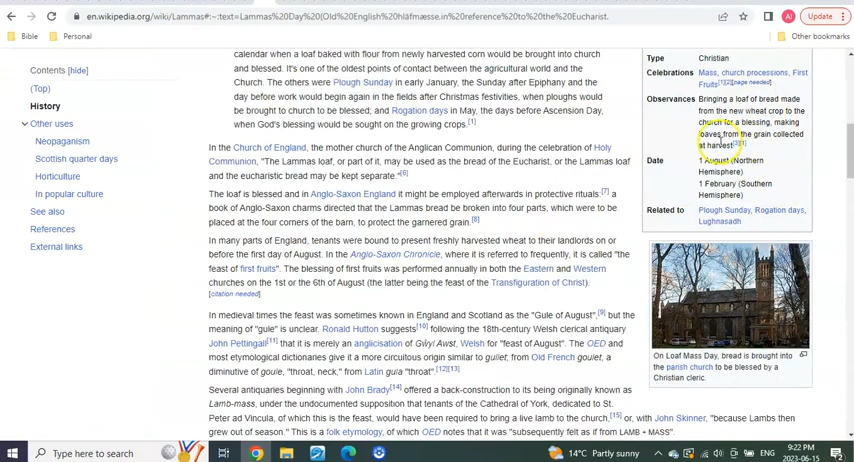 en.wikipedia.org/wiki/Lammas#:~:text=Lammas%20Day%20(Old%20English%20hlāfmæsse,in%20reference%20to%20the%20Eucharist.
AI
Update
Bible
Personal
Other bookmarks
Contents [hide]
(Top)
History
Other uses
Neopaganism
Scottish quarter days
Horticulture
In popular culture
See also
References
External links
calendar when a loaf baked with flour from newly harvested corn would be brought into church
and blessed. It's one of the oldest points of contact between the agricultural world and the
Church. The others were Plough Sunday in early January, the Sunday after Epiphany and the
day before work would begin again in the fields after Christmas festivities, when ploughs would
be brought to church to be blessed; and Rogation days in May, the days before Ascension Day,
when God's blessing would be sought on the growing crops.[1]
In the Church of England, the mother church of the Anglican Communion, during the celebration of Holy
Communion, "The Lammas loaf, or part of it, may be used as the bread of the Eucharist, or the Lammas loaf
and the eucharistic bread may be kept separate."[6]
The loaf is blessed and in Anglo-Saxon England it might be employed afterwards in protective rituals:[7] a
book of Anglo-Saxon charms directed that the Lammas bread be broken into four parts, which were to be
placed at the four corners of the barn, to protect the garnered grain.[8]
In many parts of England, tenants were bound to present freshly harvested wheat to their landlords on or
before the first day of August. In the Anglo-Saxon Chronicle, where it is referred to frequently, it is called "the
feast of first fruits". The blessing of first fruits was performed annually in both the Eastern and Western
churches on the 1st or the 6th of August (the latter being the feast of the Transfiguration of Christ).
[citation needed]
In medieval times the feast was sometimes known in England and Scotland as the "Gule of August",[9] but the
meaning of "gule" is unclear. Ronald Hutton suggests[10] following the 18th-century Welsh clerical antiquary
John Pettingall[11] that it is merely an anglicisation of Gŵyl Awst, Welsh for "feast of August". The OED and
most etymological dictionaries give it a more circuitous origin similar to gullet; from Old French goulet, a
diminutive of goule, "throat, neck," from Latin gula "throat".[12][13]
Several antiquaries beginning with John Brady[14] offered a back-construction to its being originally known as
Lamb-mass, under the undocumented supposition that tenants of the Cathedral of York, dedicated to St.
Peter ad Vincula, of which this is the feast, would have been required to bring a live lamb to the church,[15] or, with John Skinner, "because Lambs then
grew out of season." This is a folk etymology, of which OED notes that it was "subsequently felt as if from LAMB + MASS".
Type Christian
Celebrations Mass, church processions, First
Fruits[1][2][page needed]
Observances Bringing a loaf of bread made
from the new wheat crop to the
church for a blessing, making
loaves from the grain collected
at harvest[3][1]
Date 1 August (Northern
Hemisphere)
1 February (Southern
Hemisphere)
Related to Plough Sunday, Rogation days,
Lughnasadh
On Loaf Mass Day, bread is brought into
the parish church to be blessed by a
Christian cleric.
Type here to search
14°C Partly sunny
ENG
9:22 PM
2023-06-15
2